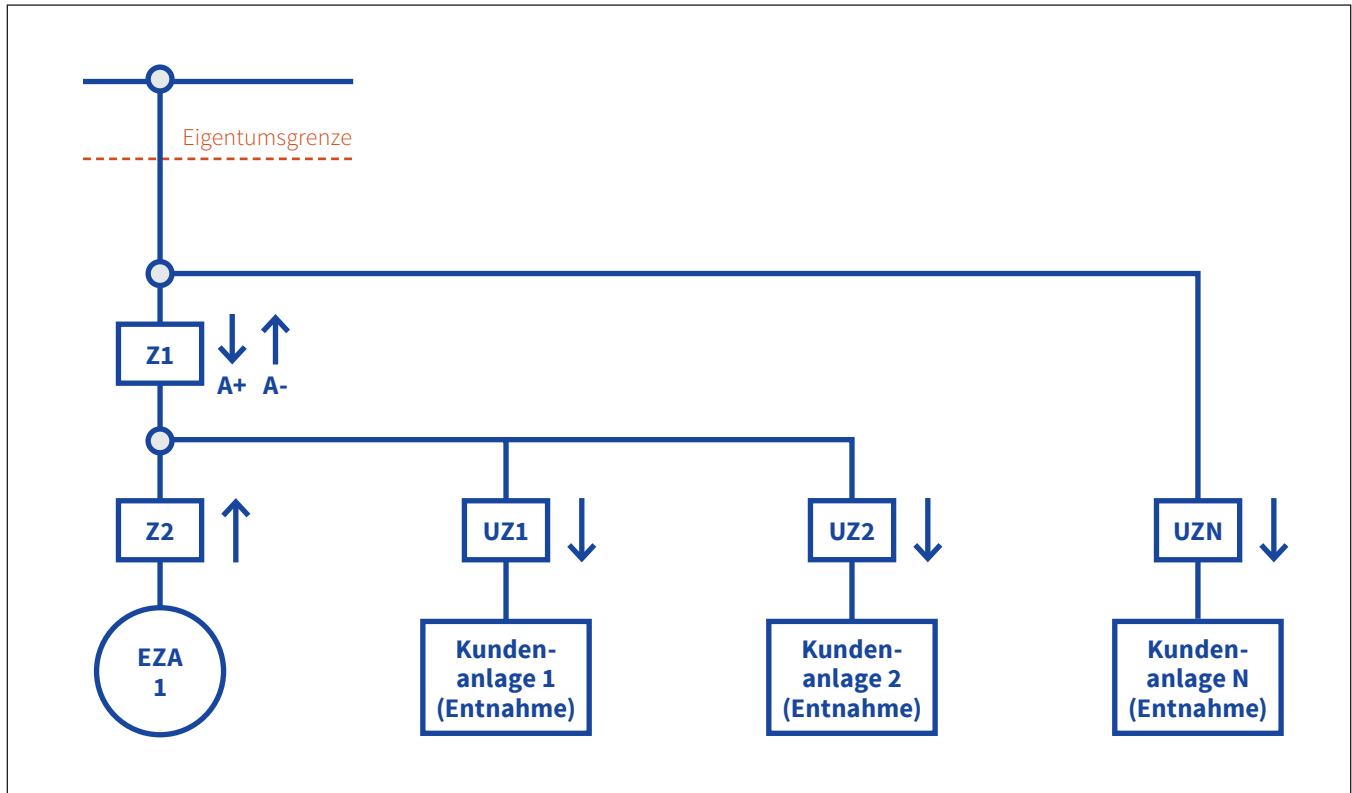 Eigentumsgrenze
Z1
A+ A-
Z2
UZ1
UZ2
UZN
EZA
1
Kunden-
anlage 1
(Entnahme)
Kunden-
anlage 2
(Entnahme)
Kunden-
anlage N
(Entnahme)